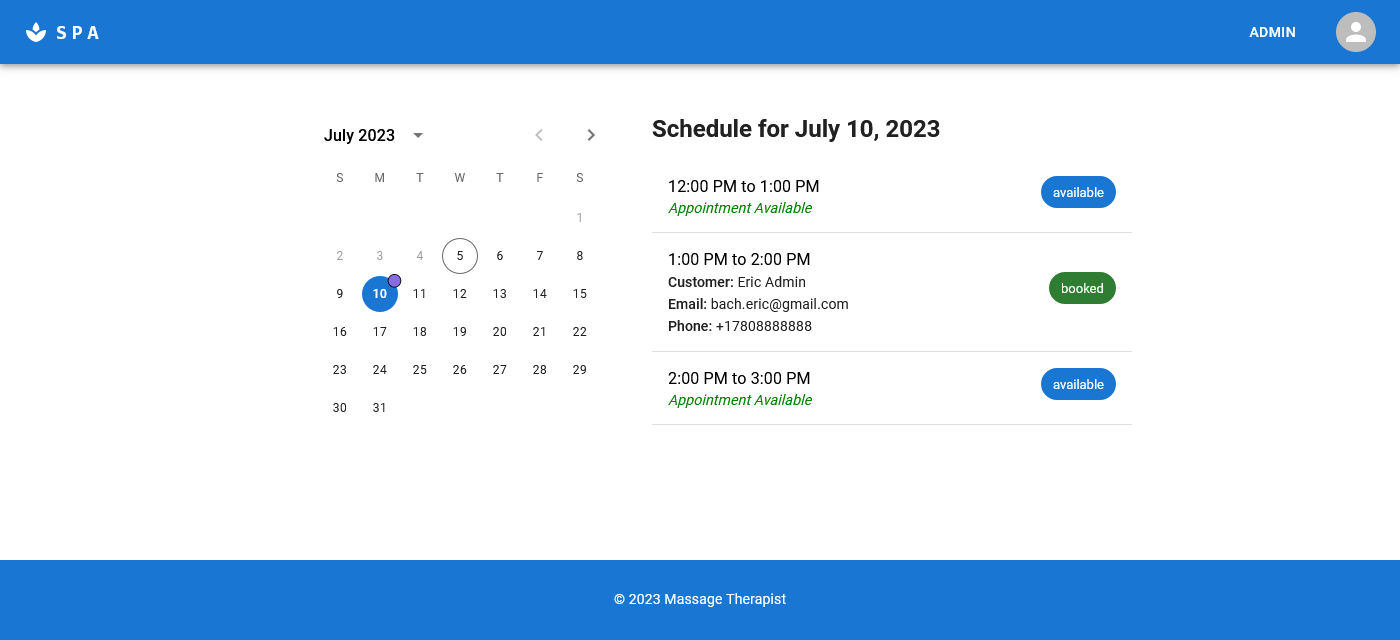 SPA
ADMIN
July 2023
S M T W T F S
1
2 3 4 5 6 7 8
9 10 11 12 13 14 15
16 17 18 19 20 21 22
23 24 25 26 27 28 29
30 31
Schedule for July 10, 2023
12:00 PM to 1:00 PM
Appointment Available
available
1:00 PM to 2:00 PM
Customer: Eric Admin
Email: bach.eric@gmail.com
Phone: +17808888888
booked
2:00 PM to 3:00 PM
Appointment Available
available
© 2023 Massage Therapist